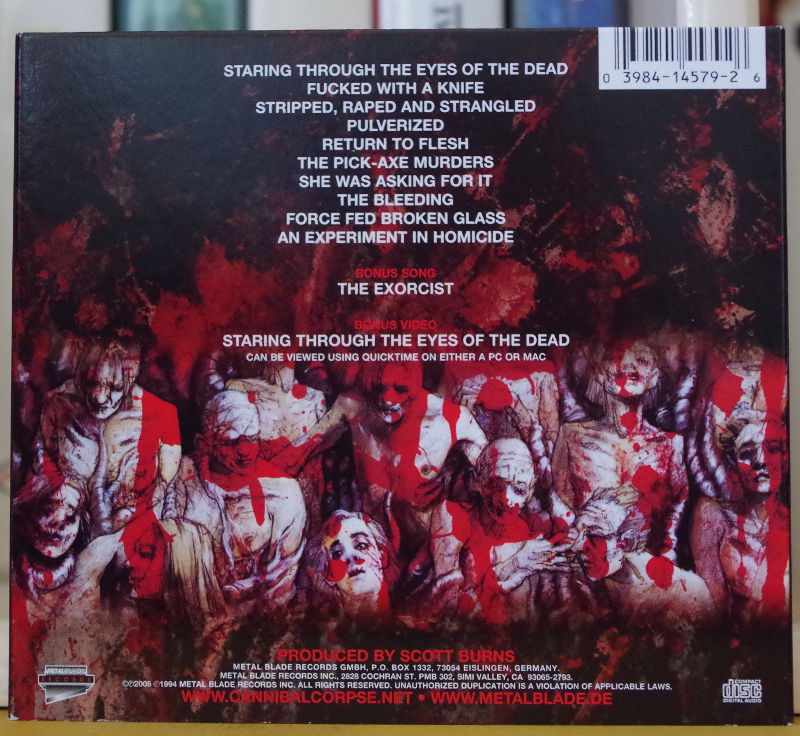 0 3984-14579-2 6
STARING THROUGH THE EYES OF THE DEAD
FUCKED WITH A KNIFE
STRIPPED, RAPED AND STRANGLED
PULVERIZED
RETURN TO FLESH
THE PICK-AXE MURDERS
SHE WAS ASKING FOR IT
THE BLEEDING
FORCE FED BROKEN GLASS
AN EXPERIMENT IN HOMICIDE
BONUS SONG
THE EXORCIST
BONUS VIDEO
STARING THROUGH THE EYES OF THE DEAD
CAN BE VIEWED USING QUICKTIME ON EITHER A PC OR MAC
PRODUCED BY SCOTT BURNS
METAL BLADE RECORDS GMBH, P.O. BOX 1332, 73054 EISLINGEN, GERMANY.
METAL BLADE RECORDS INC., 2828 COCHRAN ST. PMB 302, SIMI VALLEY, CA 93065-2793.
©℗2006 ℗1994 METAL BLADE RECORDS INC. ALL RIGHTS RESERVED. UNAUTHORIZED DUPLICATION IS A VIOLATION OF APPLICABLE LAWS.
WWW.CANNIBALCORPSE.NET • WWW.METALBLADE.DE
METAL BLADE
RECORDS
COMPACT
disc
DIGITAL AUDIO